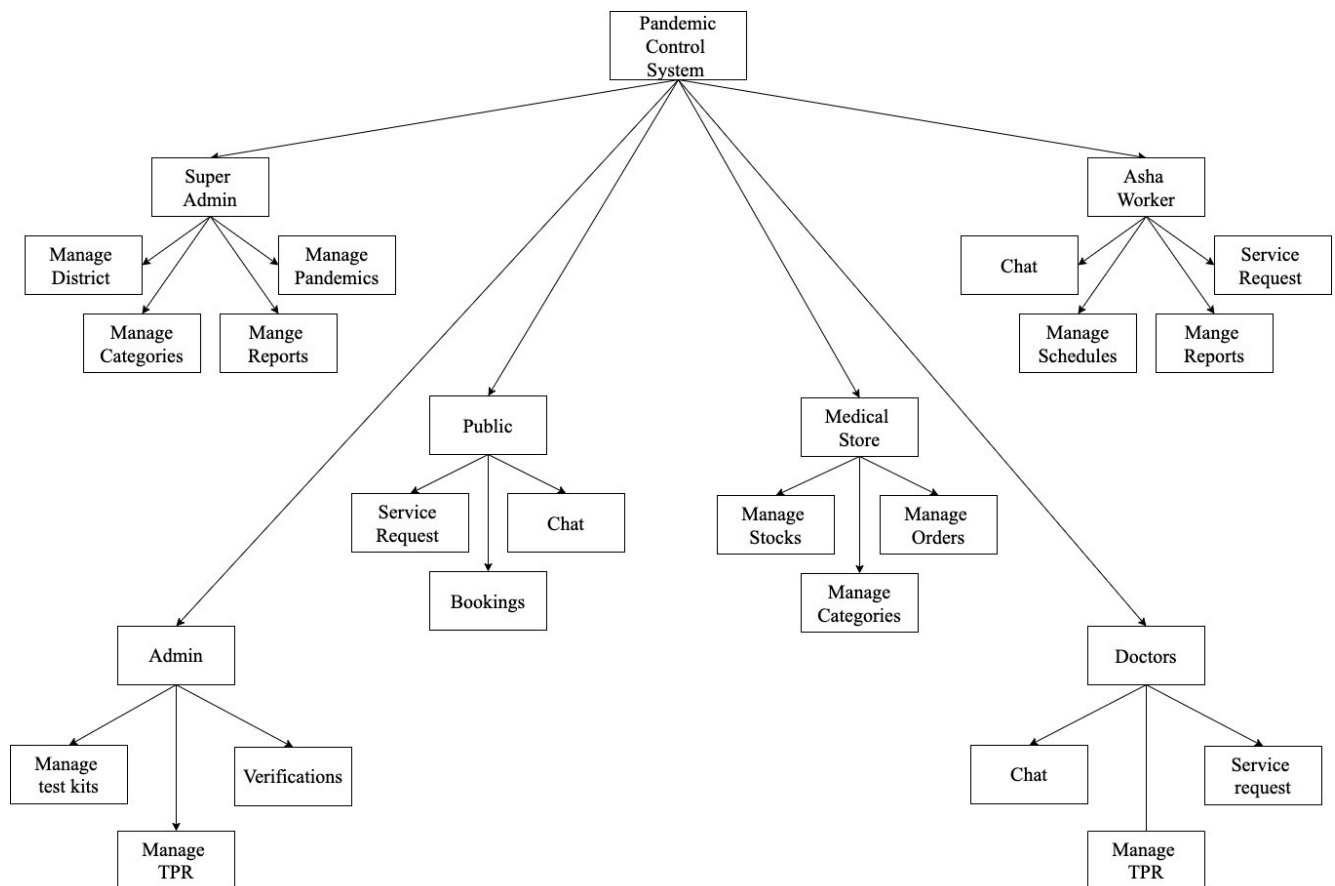 Pandemic
Control
System
Super
Admin
Manage
District
Manage
Pandemics
Manage
Categories
Mange
Reports
Asha
Worker
Chat
Service
Request
Manage
Schedules
Mange
Reports
Public
Service
Request
Chat
Bookings
Medical
Store
Manage
Stocks
Manage
Orders
Manage
Categories
Admin
Manage
test kits
Verifications
Manage
TPR
Doctors
Chat
Service
request
Manage
TPR